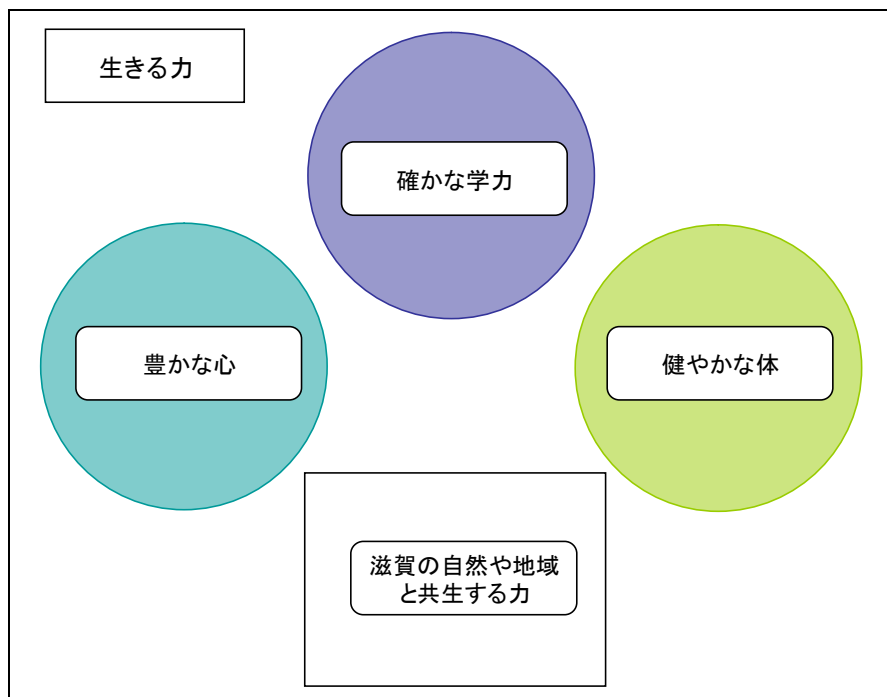 生きる力
確かな学力
豊かな心
健やかな体
滋賀の自然や地域
と共生する力